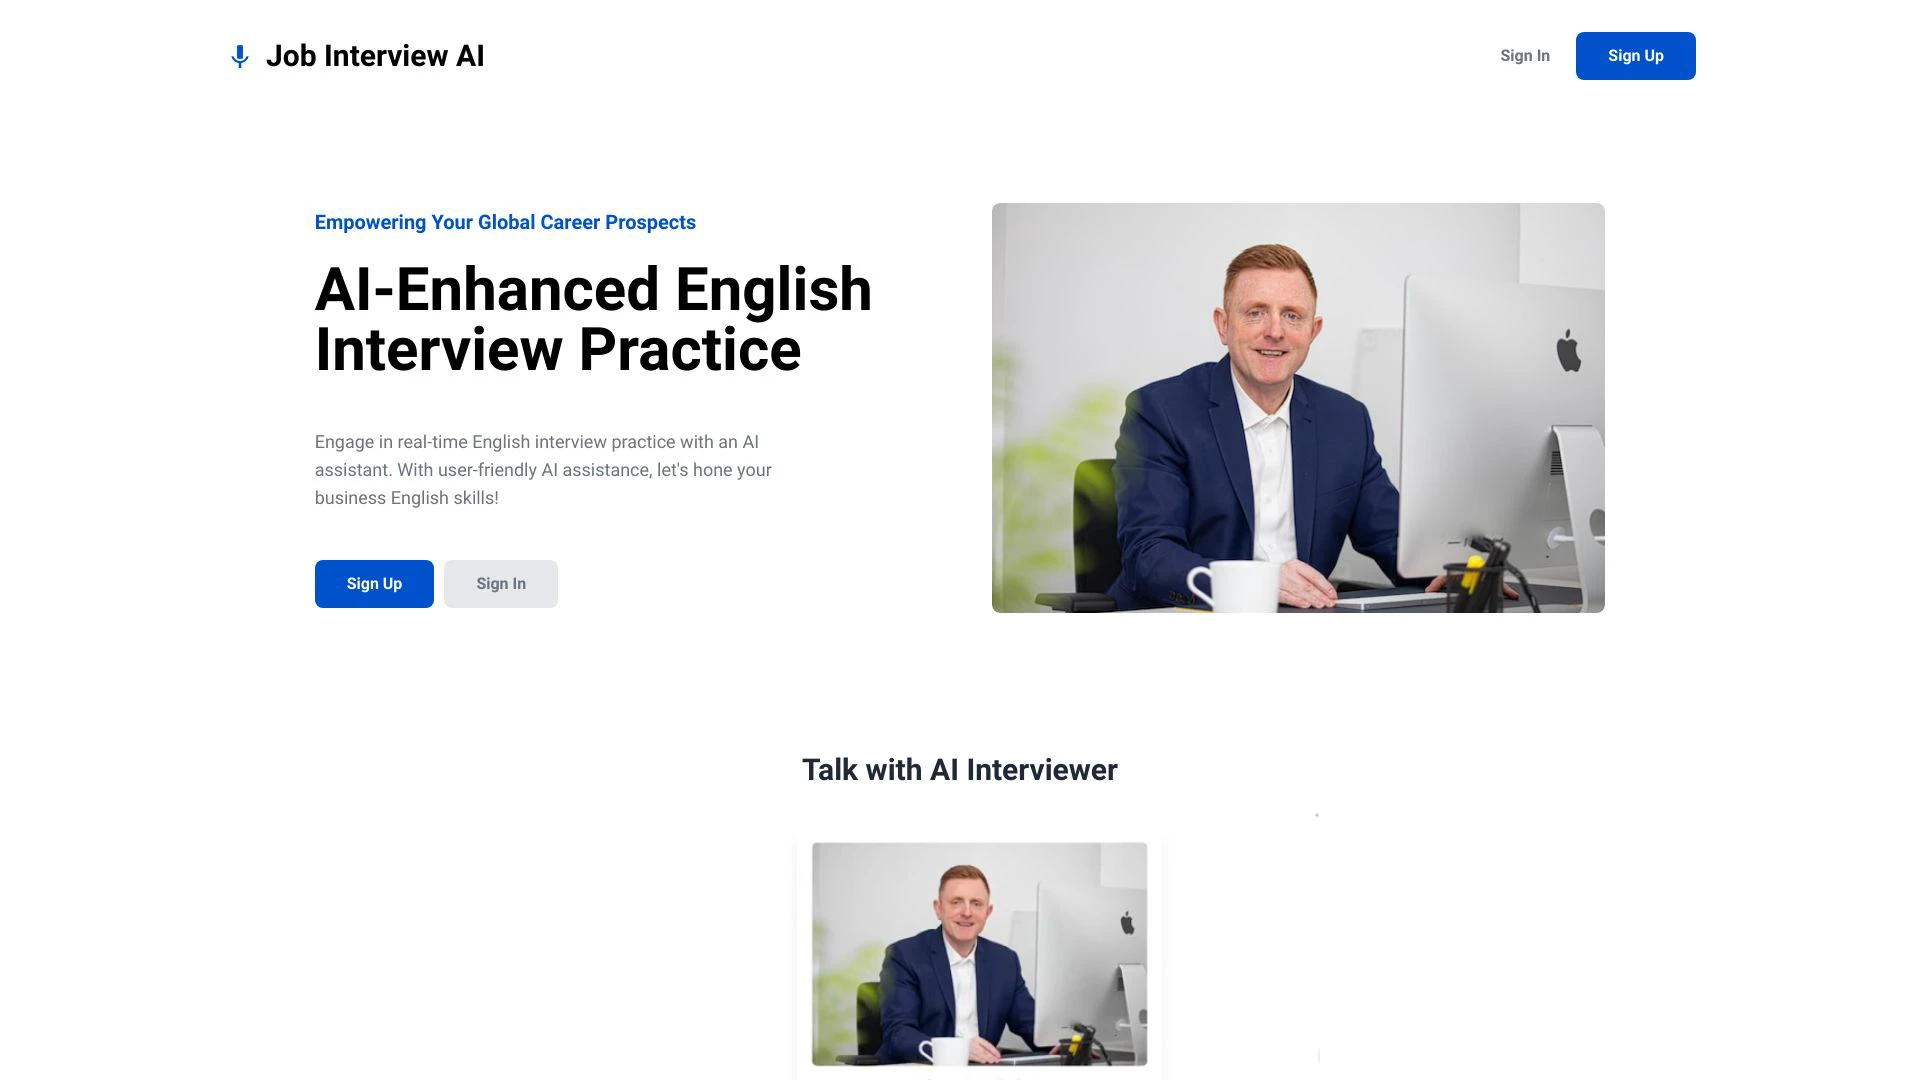 Job Interview AI
Sign In
Sign Up
Empowering Your Global Career Prospects
AI-Enhanced English
Interview Practice
Engage in real-time English interview practice with an AI
assistant. With user-friendly AI assistance, let's hone your
business English skills!
Sign Up
Sign In
Talk with AI Interviewer